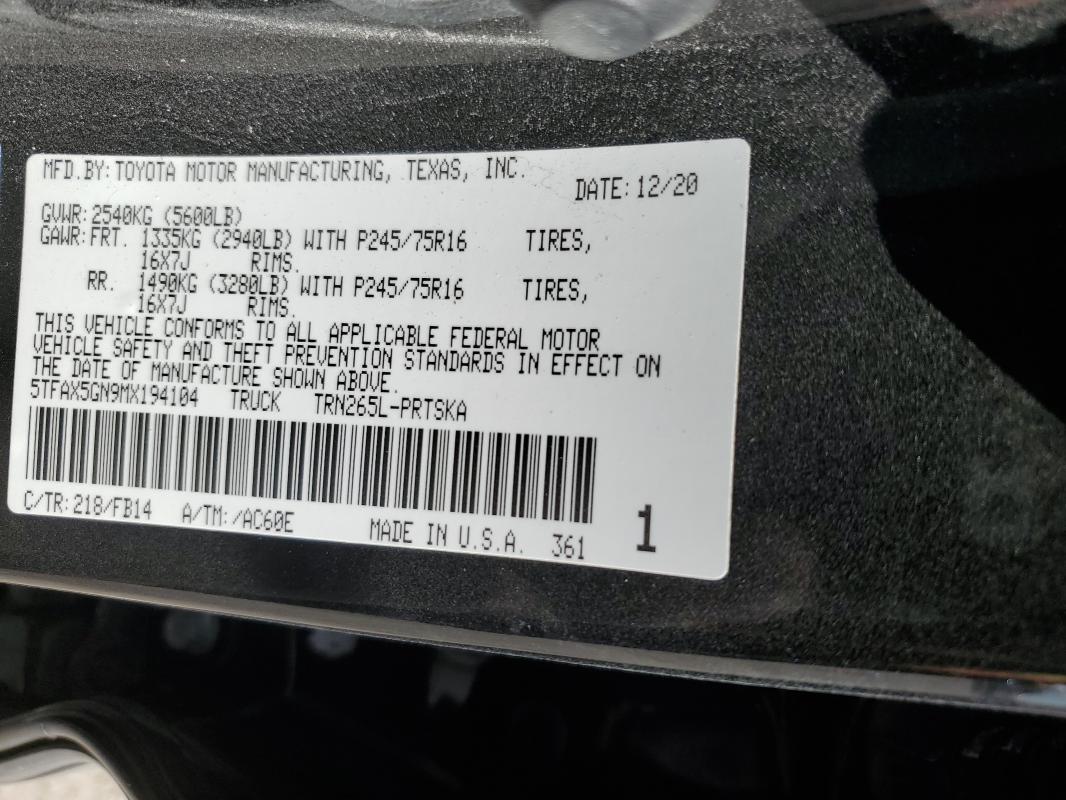 MFD.BY:TOYOTA MOTOR MANUFACTURING, TEXAS, INC.
DATE:12/20
GVWR:2540KG (5600LB)
GAWR:FRT. 1335KG (2940LB) WITH P245/75R16 TIRES,
16X7J RIMS.
RR. 1490KG (3280LB) WITH P245/75R16 TIRES,
16X7J RIMS.
THIS VEHICLE CONFORMS TO ALL APPLICABLE FEDERAL MOTOR
VEHICLE SAFETY AND THEFT PREVENTION STANDARDS IN EFFECT ON
THE DATE OF MANUFACTURE SHOWN ABOVE.
5TFAX5GN9MX194104 TRUCK TRN265L-PRTSKA
C/TR:218/FB14 A/TM:/AC60E MADE IN U.S.A. 361 1